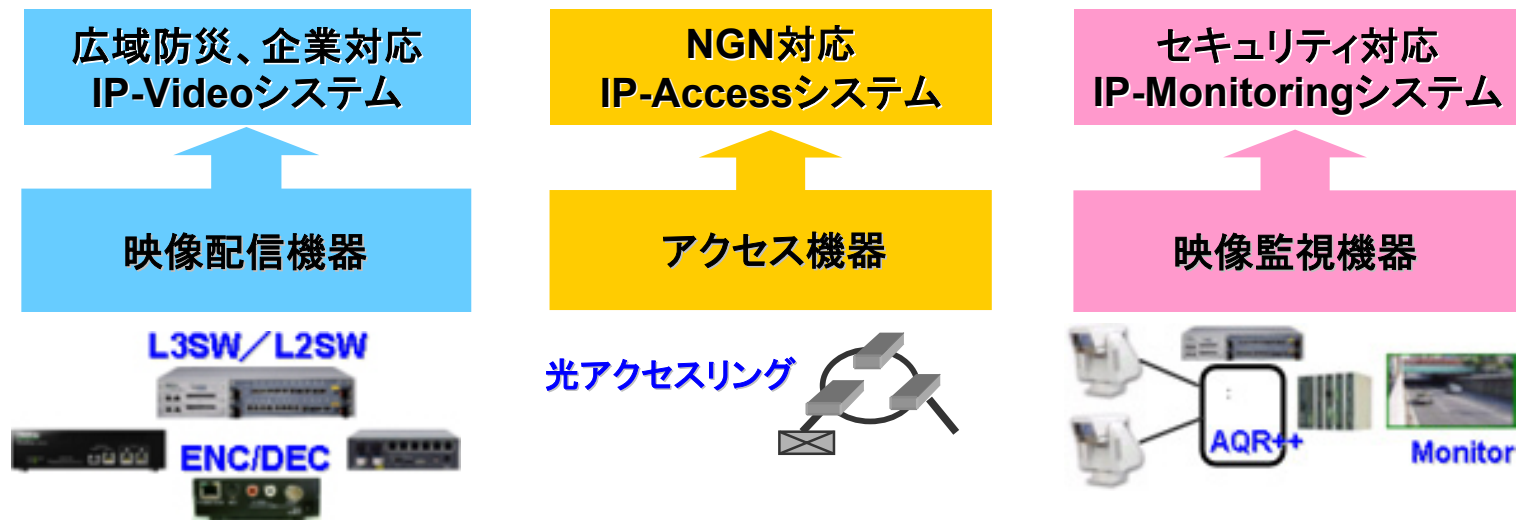 広域防災、企業対応
IP-Videoシステム
映像配信機器
L3SW/L2SW
ENC/DEC
NGN対応
IP-Accessシステム
アクセス機器
光アクセスリング
セキュリティ対応
IP-Monitoringシステム
映像監視機器
AQR++
Monitor